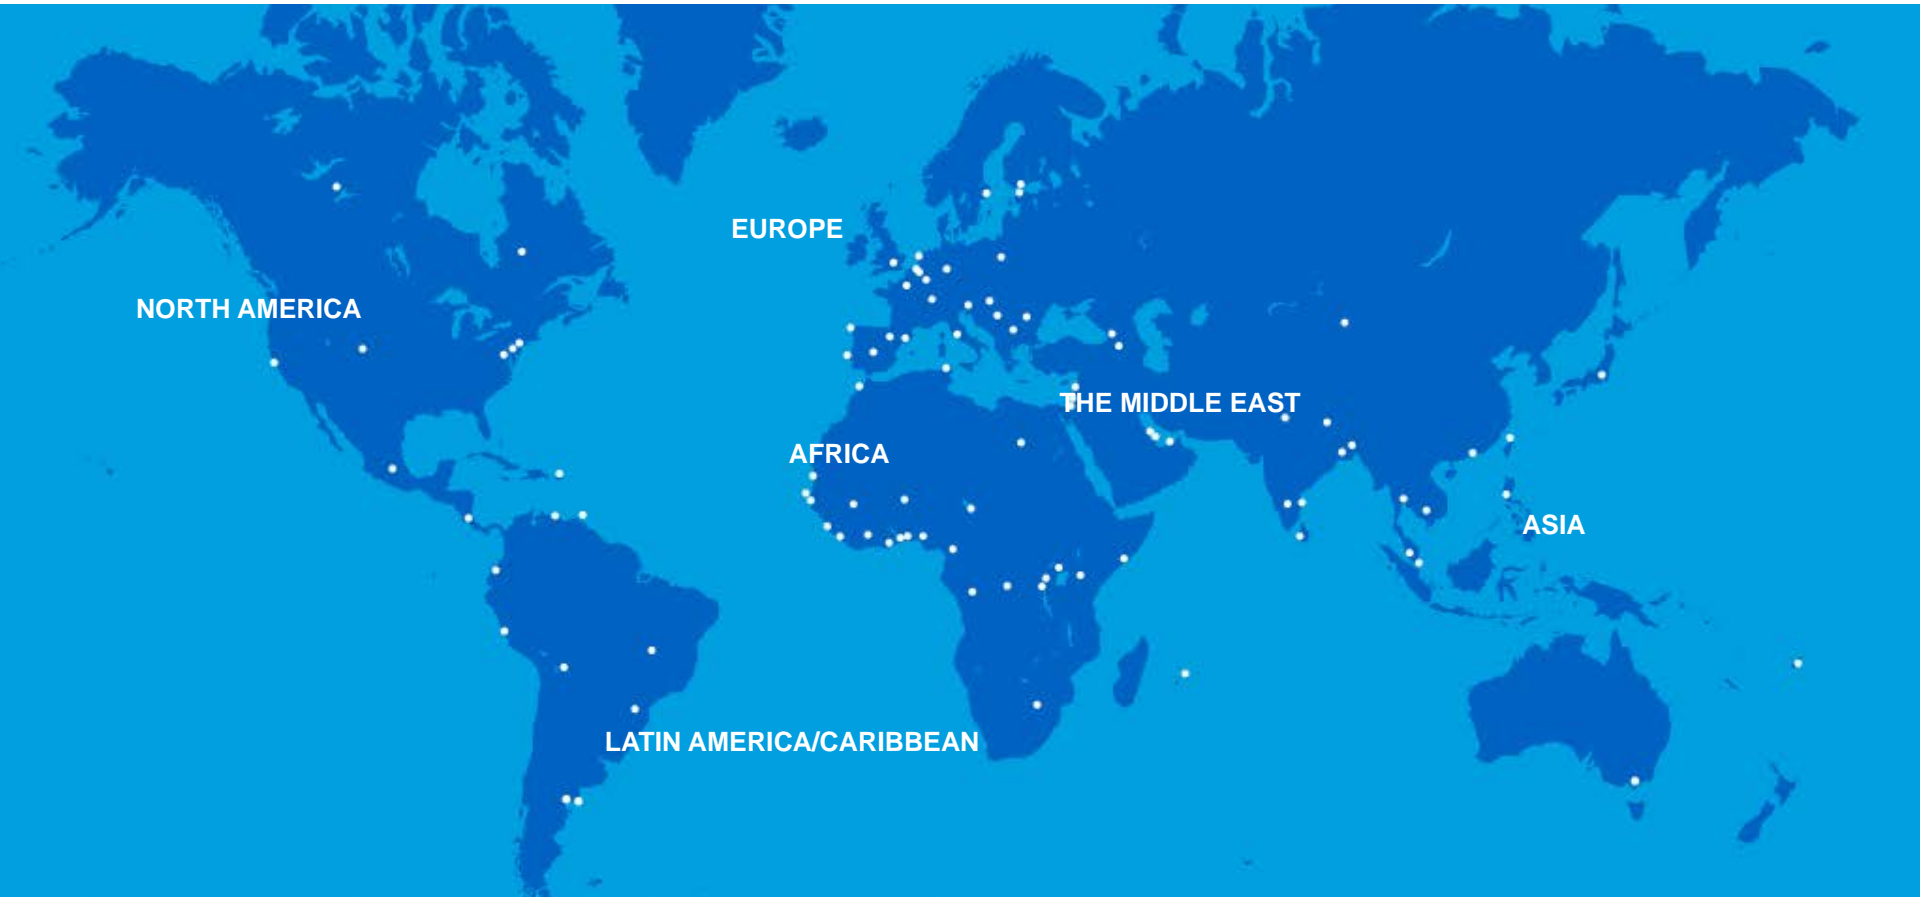 EUROPE
NORTH AMERICA
THE MIDDLE EAST
AFRICA
ASIA
LATIN AMERICA/CARIBBEAN